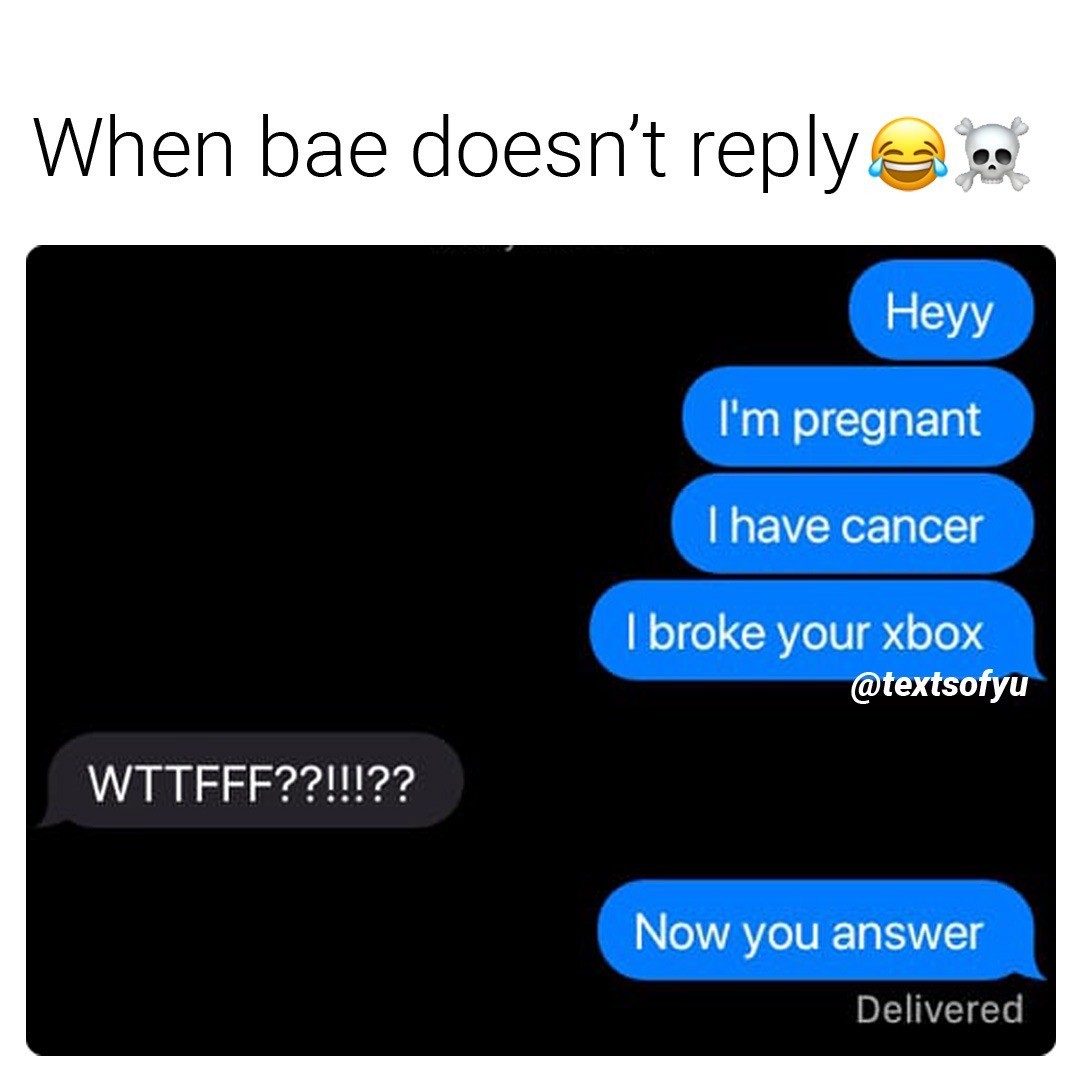 When bae doesn’t reply😂☠️
Heyy
I'm pregnant
I have cancer
I broke your xbox
@textsofyu
WTTFFF??!!!??
Now you answer
Delivered